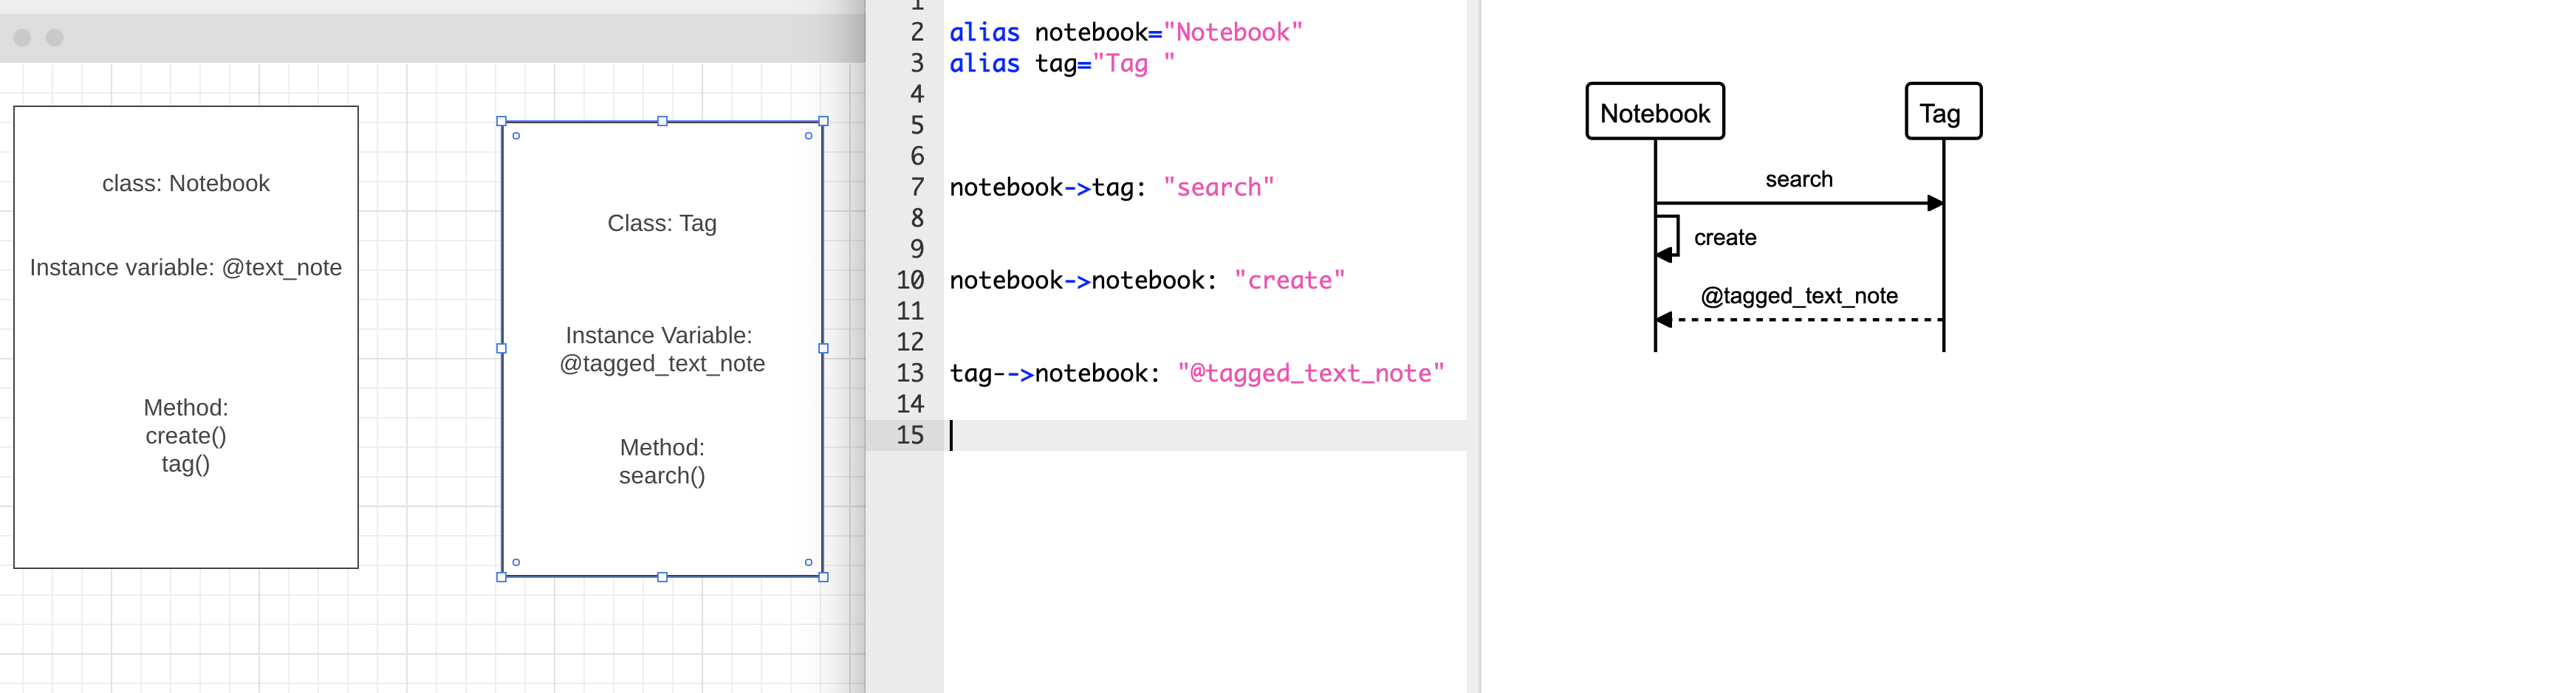 class: Notebook
Instance variable: @text_note
Method:
create()
tag()
Class: Tag
Instance Variable:
@tagged_text_note
Method:
search()
1
2 alias notebook="Notebook"
3 alias tag="Tag "
4
5
6
7 notebook->tag: "search"
8
9
10 notebook->notebook: "create"
11
12
13 tag-->notebook: "@tagged_text_note"
14
15
Notebook
Tag
search
create
@tagged_text_note